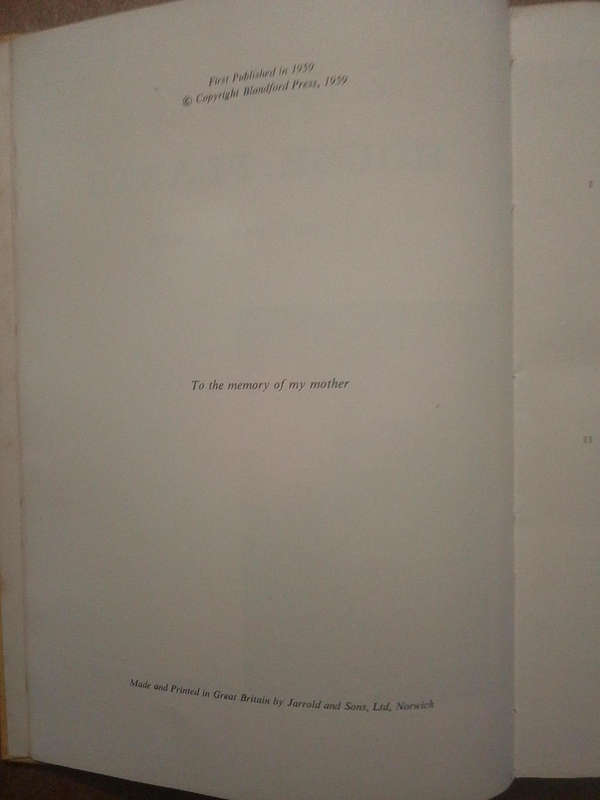 First Published in 1959
© Copyright Blandford Press, 1959
To the memory of my mother
Made and Printed in Great Britain by Jarrold and Sons, Ltd, Norwich